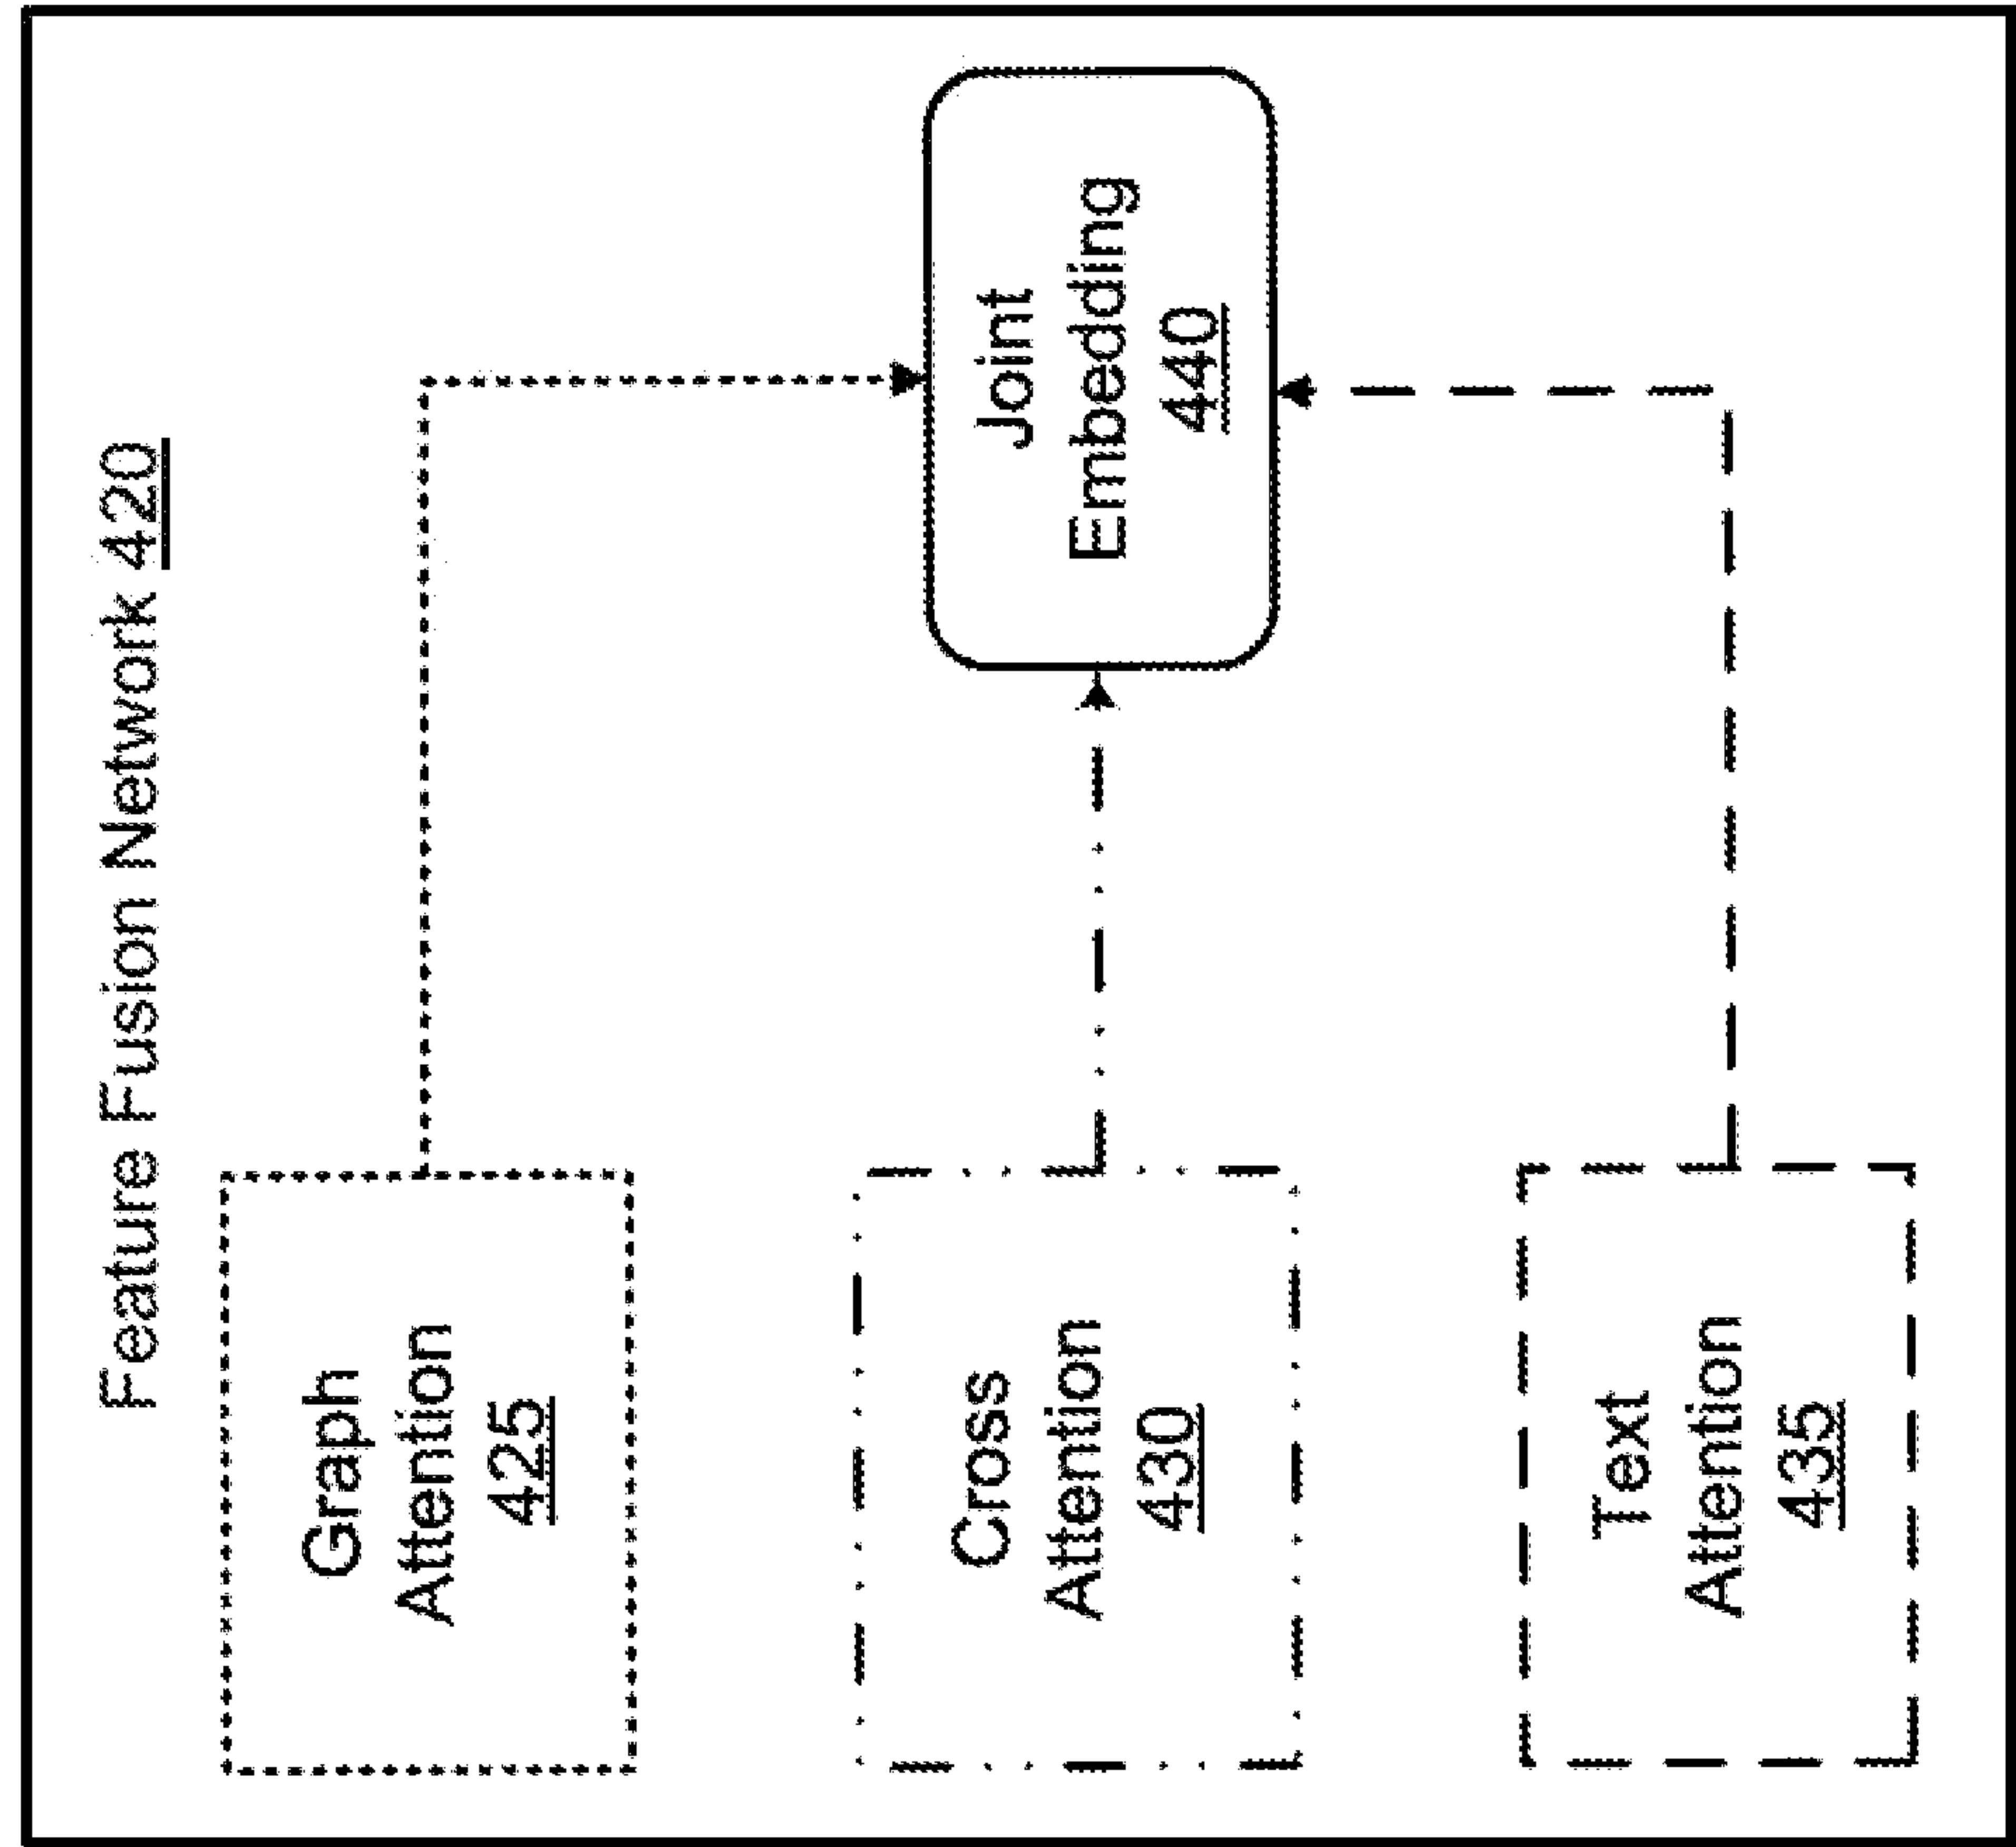 Feature Fusion Network 420
Graph
Attention
425
Cross
Attention
430
Text
Attention
435
Joint
Embedding
440